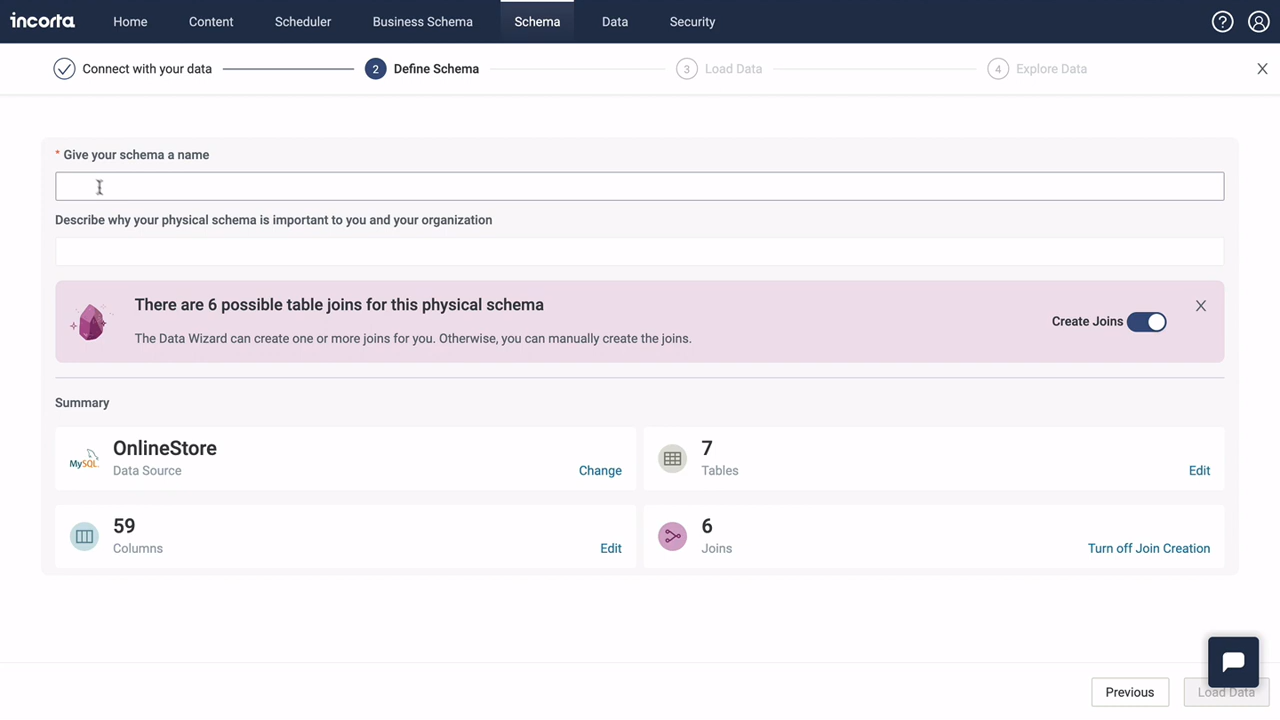 incorta Home Content Scheduler Business Schema Schema Data Security ?
Connect with your data 2 Define Schema 3 Load Data 4 Explore Data X
* Give your schema a name
Describe why your physical schema is important to you and your organization
There are 6 possible table joins for this physical schema
Create Joins
The Data Wizard can create one or more joins for you. Otherwise, you can manually create the joins.
Summary
MySQL OnlineStore
Data Source Change
7
Tables Edit
59
Columns Edit
6
Joins Turn off Join Creation
Previous Load Data